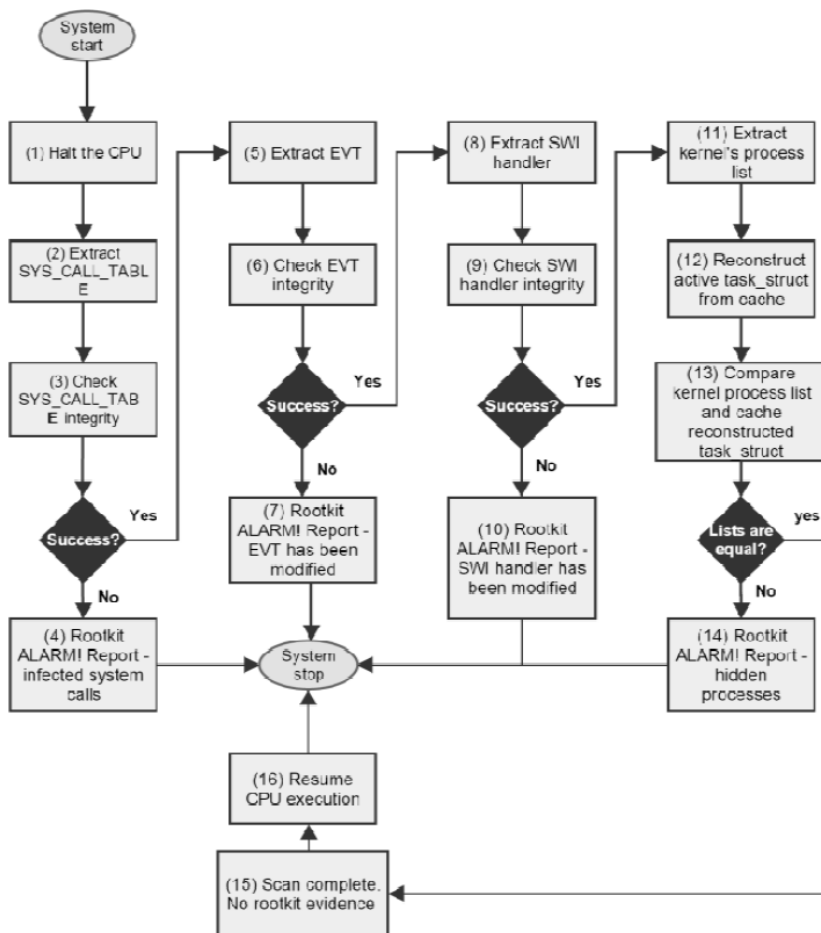 System
start
(1) Halt the CPU
(2) Extract
SYS_CALL_TABL
E
(3) Check
SYS_CALL_TAB
E integrity
Success?
Yes
No
(4) Rootkit
ALARM! Report -
infected system
calls
(5) Extract EVT
(6) Check EVT
integrity
Success?
Yes
No
(7) Rootkit
ALARM! Report -
EVT has been
modified
(8) Extract SWI
handler
(9) Check SWI
handler integrity
Success?
Yes
No
(10) Rootkit
ALARM! Report -
SWI handler has
been modified
(11) Extract
kernel's process
list
(12) Reconstruct
active task_struct
from cache
(13) Compare
kernel process list
and cache
reconstructed
task_struct
Lists are
equal?
yes
No
(14) Rootkit
ALARM! Report -
hidden
processes
System
stop
(16) Resume
CPU execution
(15) Scan complete.
No rootkit evidence